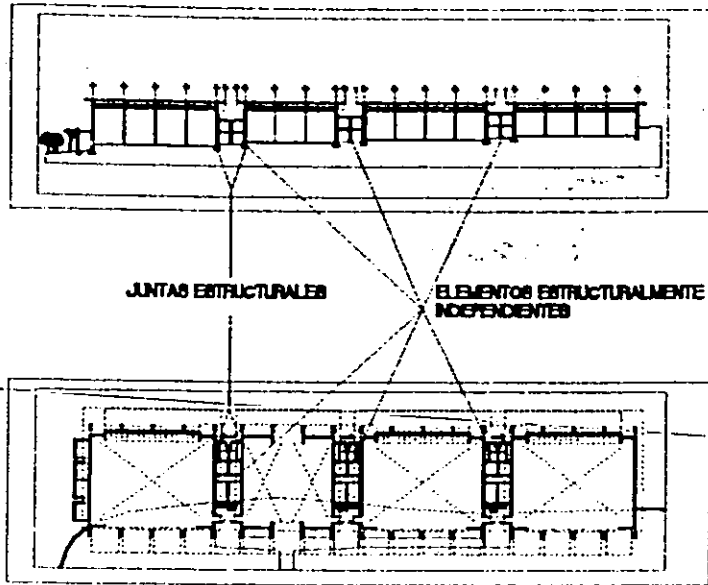 JUNTAS ESTRUCTURALES
ELEMENTOS ESTRUCTURALMENTE
INDEPENDIENTES